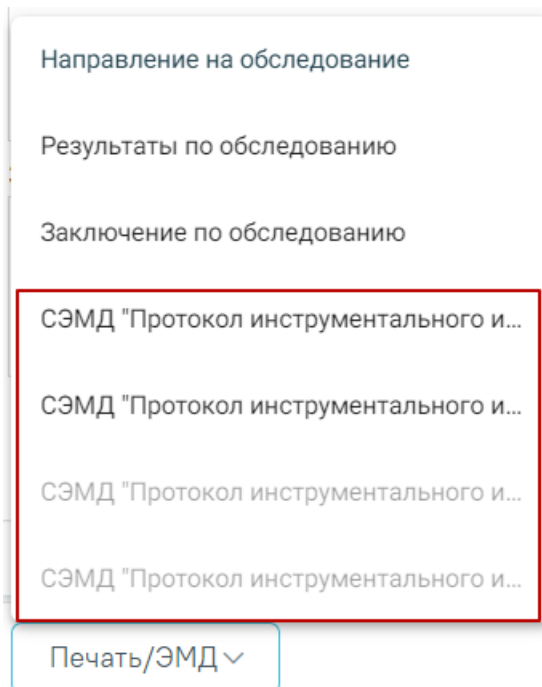 Направление на обследование
Результаты по обследованию
Заключение по обследованию
СЭМД "Протокол инструментального и...
СЭМД "Протокол инструментального и...
СЭМД "Протокол инструментального и...
СЭМД "Протокол инструментального и...
Печать/ЭМД